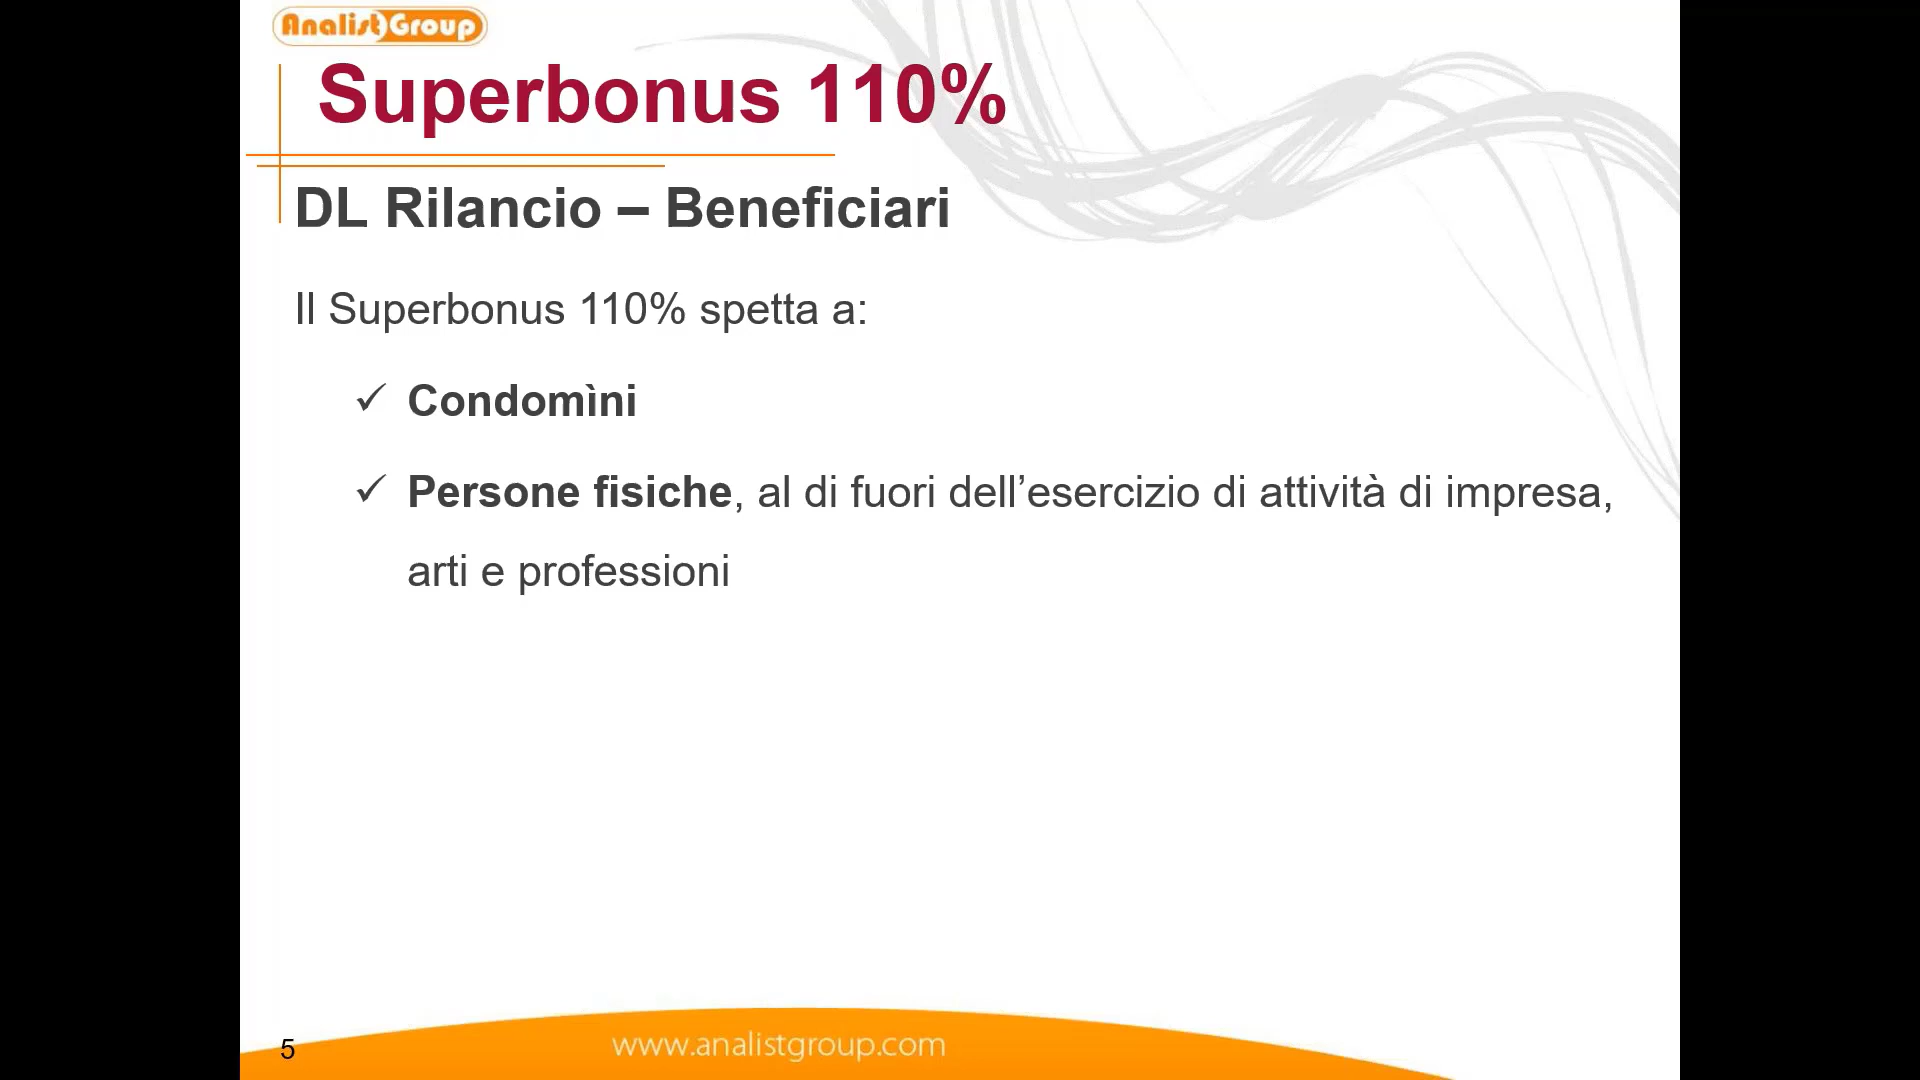 AnalistGroup
Superbonus 110%
DL Rilancio – Beneficiari
Il Superbonus 110% spetta a:
✓ Condomìni
✓ Persone fisiche, al di fuori dell’esercizio di attività di impresa,
arti e professioni
5
www.analistgroup.com